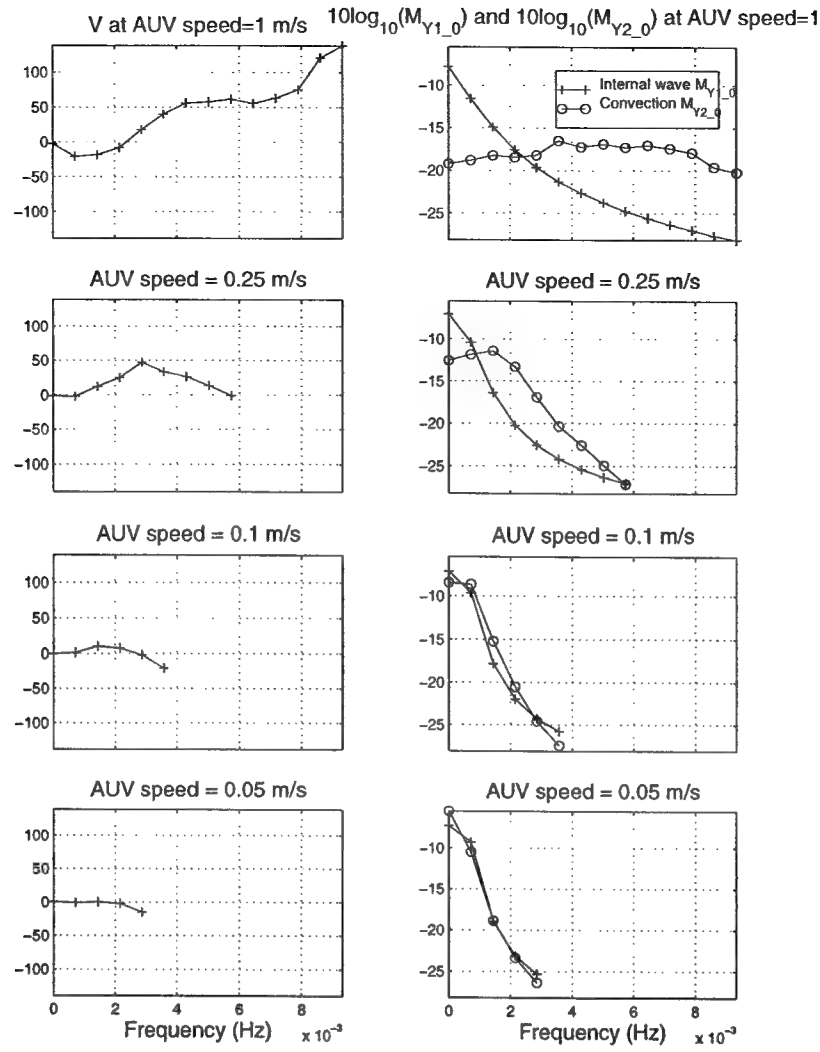 V at AUV speed=1 m/s
10log10(MY1_0) and 10log10(MY2_0) at AUV speed=1
100
50
0
−50
−100
−5
−10
−15
−20
−25
Internal wave MY1_0
Convection MY2_0
AUV speed = 0.25 m/s
AUV speed = 0.25 m/s
100
50
0
−50
−100
−10
−15
−20
−25
AUV speed = 0.1 m/s
AUV speed = 0.1 m/s
100
50
0
−50
−100
−10
−15
−20
−25
AUV speed = 0.05 m/s
AUV speed = 0.05 m/s
100
50
0
−50
−100
0 2 4 6 8
Frequency (Hz) x 10−3
−10
−15
−20
−25
2 4 6 8
Frequency (Hz) x 10−3